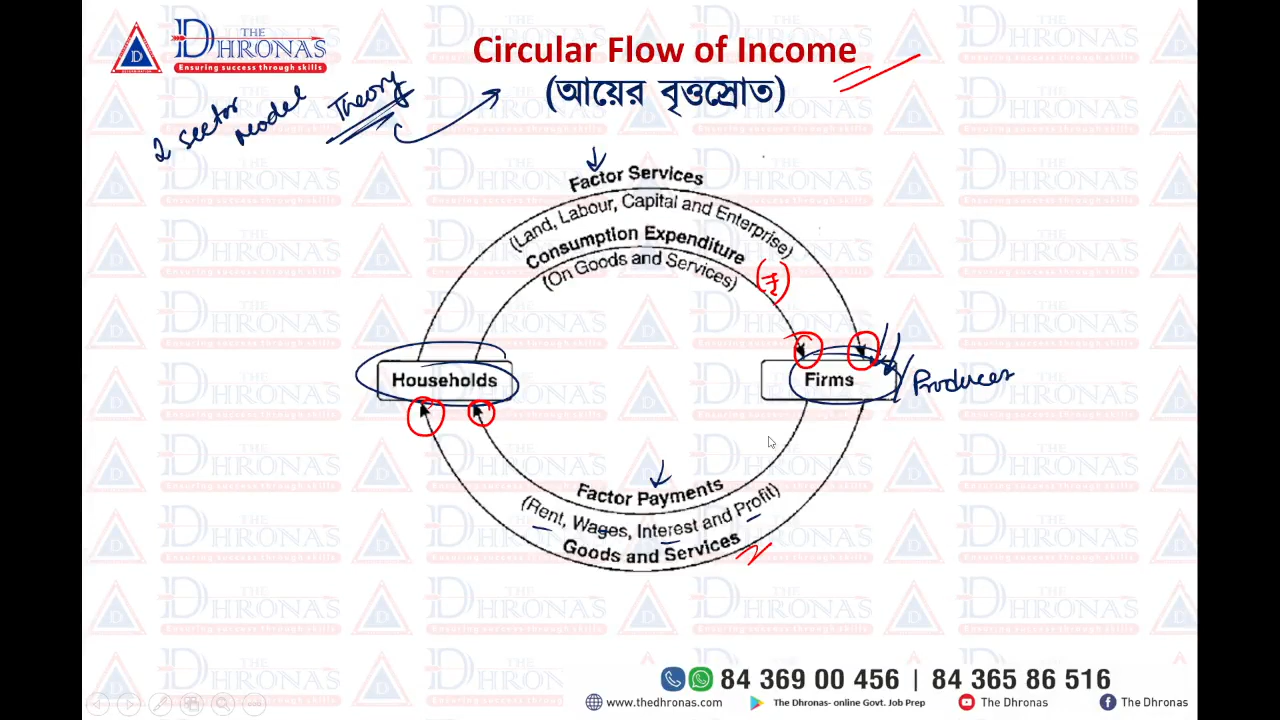 THE
DHRONAS
Ensuring success through skills
Circular Flow of Income
(আয়ের বৃত্তস্রোত)
2 sector
model
Theory
Factor Services
(Land, Labour, Capital and Enterprise)
Consumption Expenditure
(On Goods and Services)
(₹)
Households
Firms
Producer
Factor Payments
(Rent, Wages, Interest and Profit)
Goods and Services
84 369 00 456 | 84 365 86 516
www.thedhronas.com
The Dhronas- online Govt. Job Prep
The Dhronas
The Dhronas